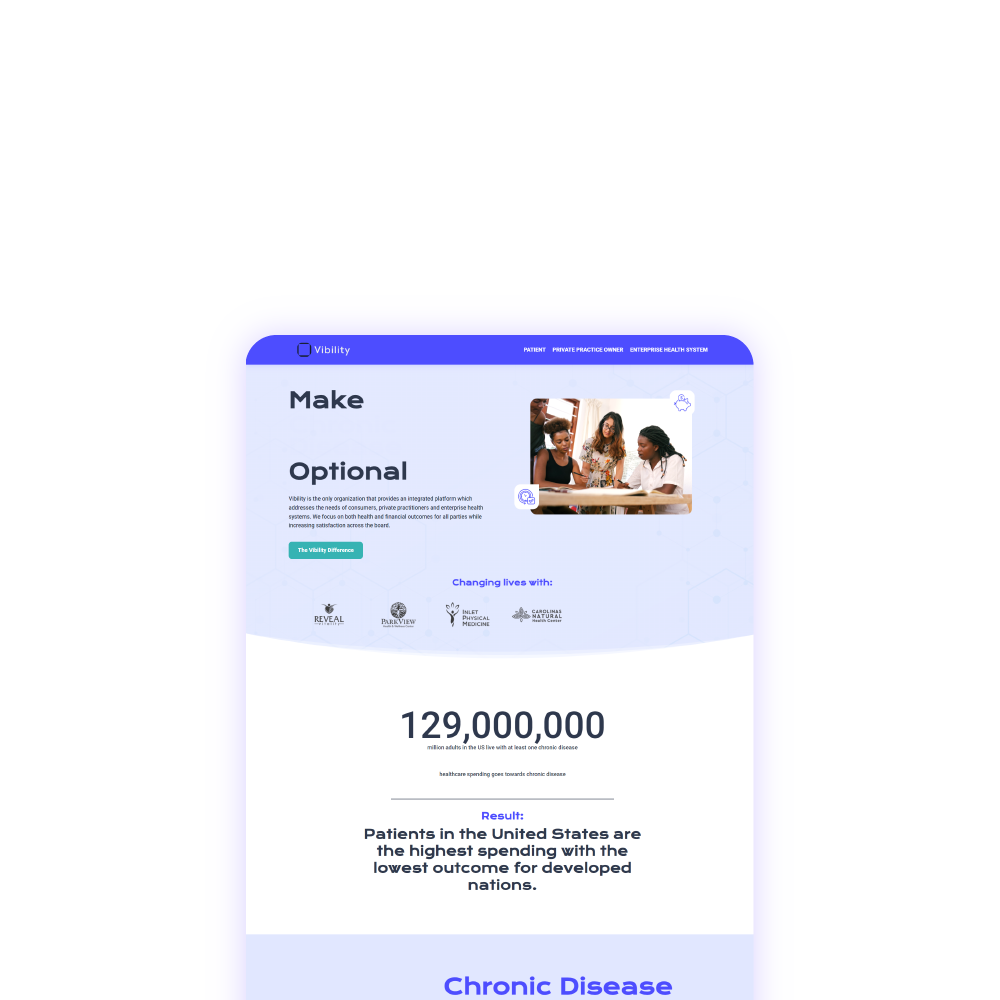 Vibility
PATIENT PRIVATE PRACTICE OWNER ENTERPRISE HEALTH SYSTEM
Make
Optional
Vibility is the only organization that provides an integrated platform which
addresses the needs of consumers, private practitioners and enterprise health
systems. We focus on both health and financial outcomes for all parties while
increasing satisfaction across the board.
The Vibility Difference
Changing lives with:
REVEAL
VITALITY
PARKVIEW
Health & Wellness Center
INLET
PHYSICAL
MEDICINE
CAROLINAS
NATURAL
Health Center
129,000,000
million adults in the US live with at least one chronic disease
healthcare spending goes towards chronic disease
Result:
Patients in the United States are
the highest spending with the
lowest outcome for developed
nations.
Chronic Disease